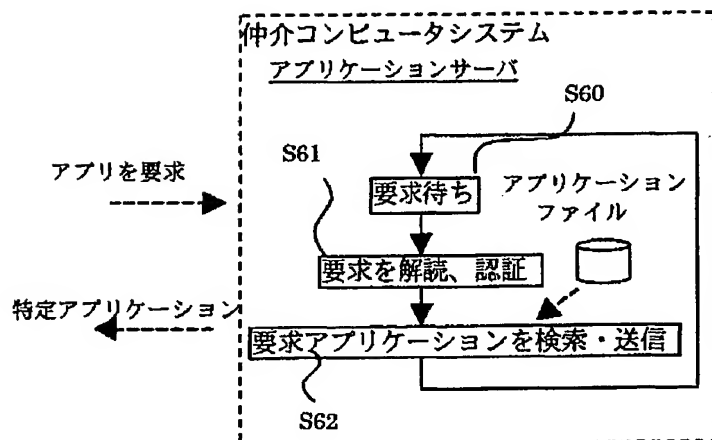 仲介コンピュータシステム
アプリケーションサーバ
S60
S61
アプリを要求
要求待ち
アプリケーション
ファイル
要求を解読、認証
特定アプリケーション
要求アプリケーションを検索・送信
S62